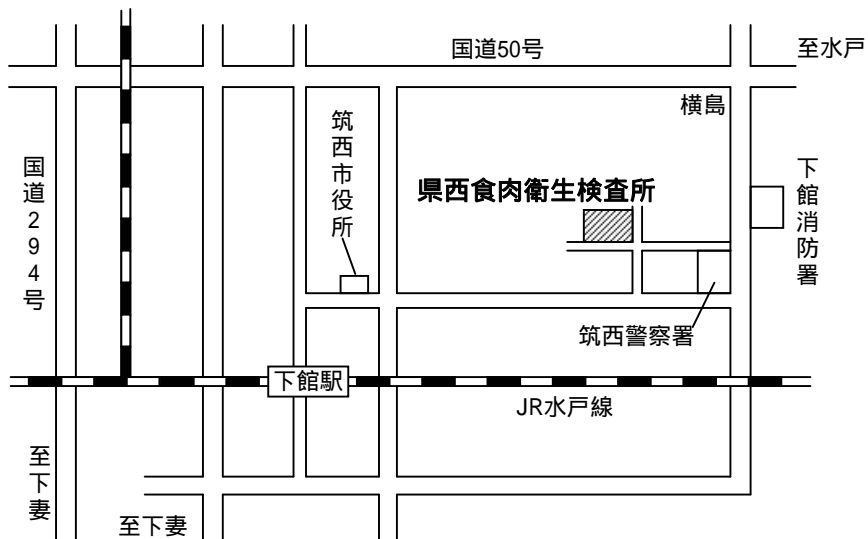 国道50号
至水戸
横島
筑西市役所
国道294号
下館消防署
県西食肉衛生検査所
筑西警察署
下館駅
JR水戸線
至下妻
至下妻